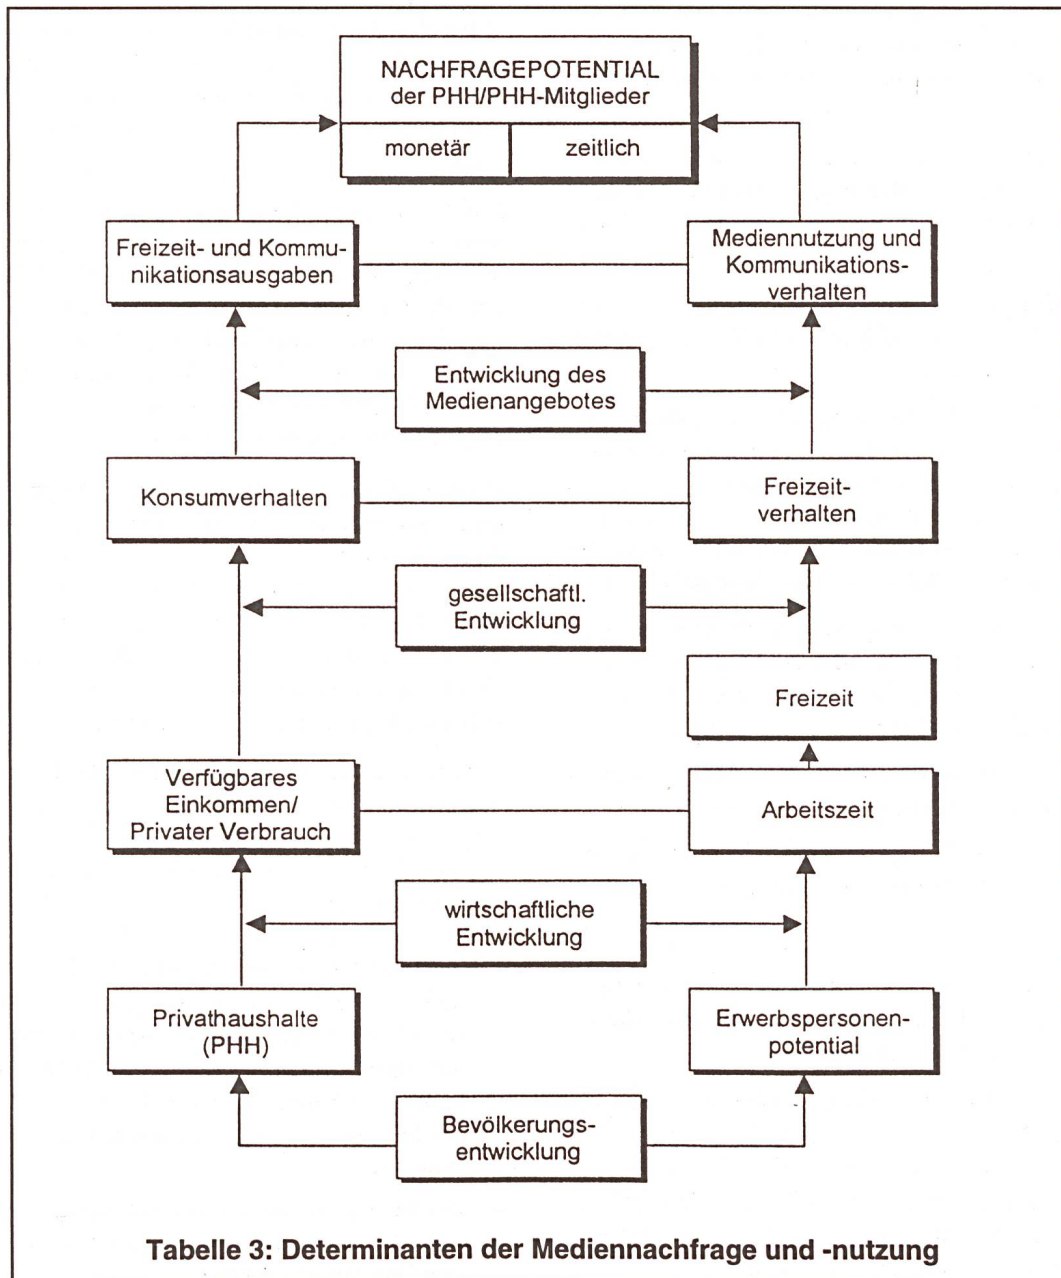 NACHFRAGEPOTENTIAL
der PHH/PHH-Mitglieder
monetär
zeitlich
Freizeit- und Kommu-
nikationsausgaben
Mediennutzung und
Kommunikations-
verhalten
Entwicklung des
Medienangebotes
Konsumverhalten
Freizeit-
verhalten
gesellschaftl.
Entwicklung
Freizeit
Verfügbares
Einkommen/
Privater Verbrauch
Arbeitszeit
wirtschaftliche
Entwicklung
Privathaushalte
(PHH)
Erwerbspersonen-
potential
Bevölkerungs-
entwicklung
Tabelle 3: Determinanten der Mediennachfrage und -nutzung